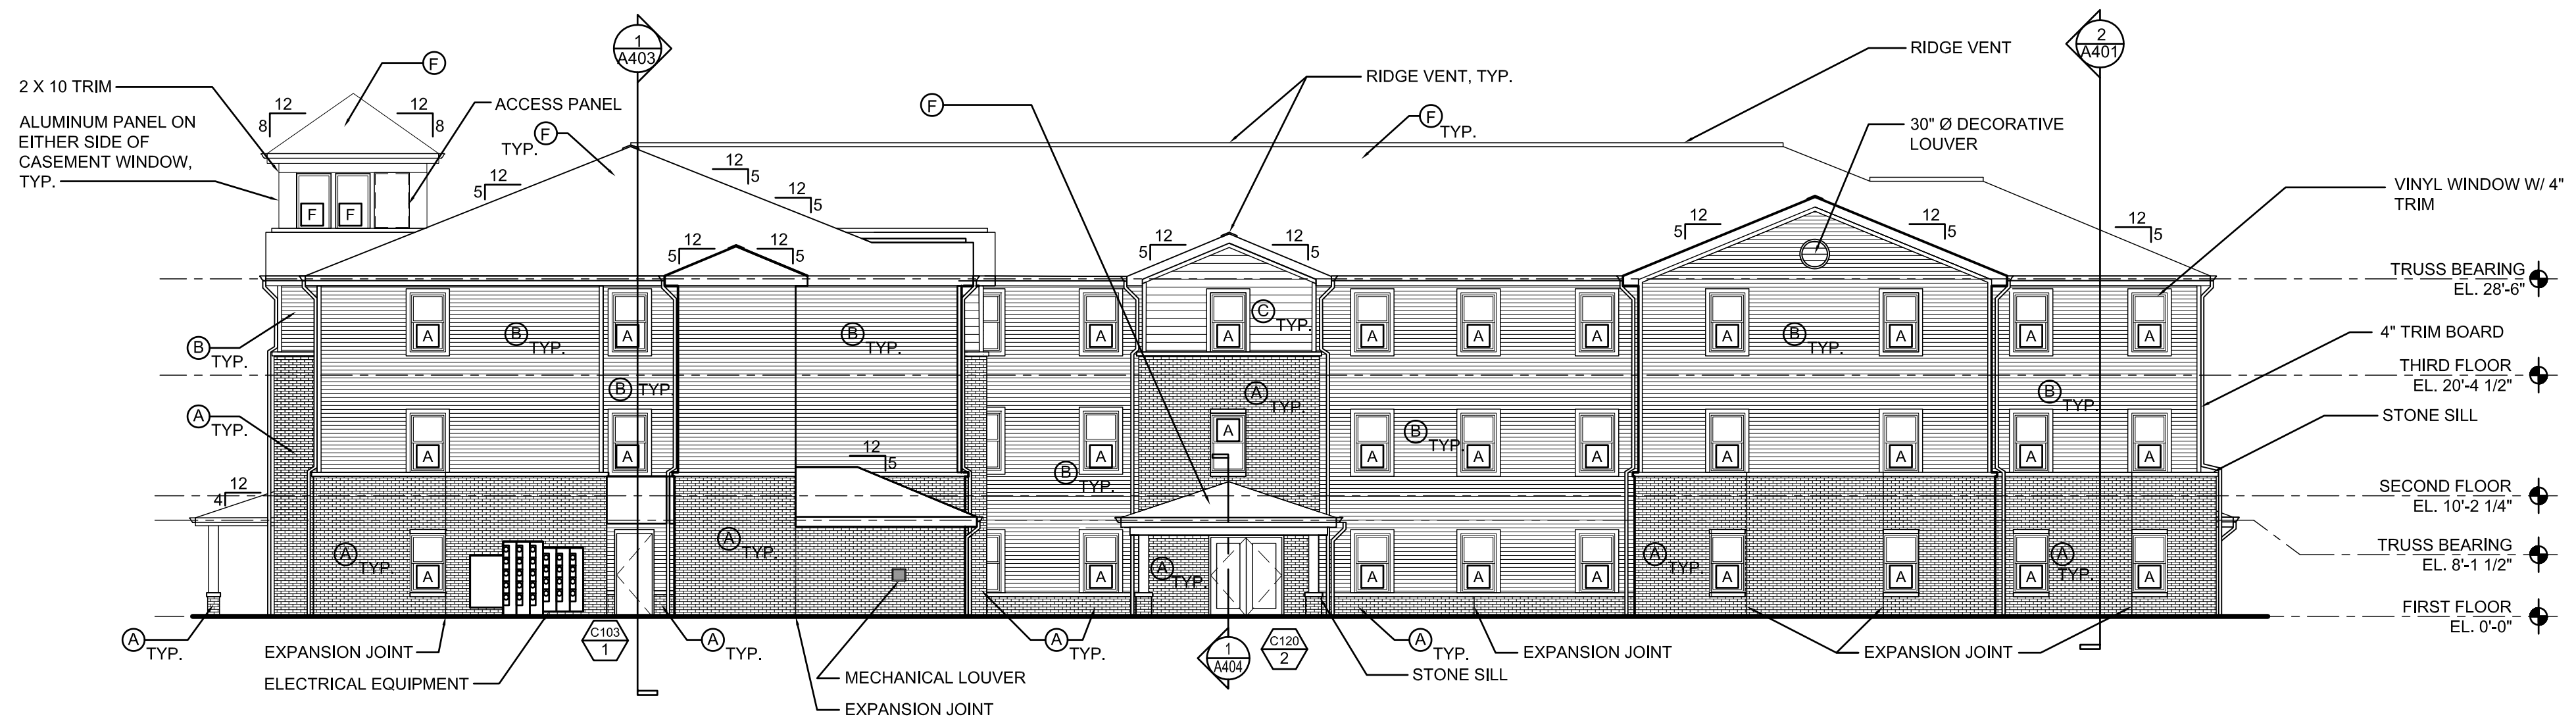 1
A403
2
A401
F
2 X 10 TRIM
12
12
8
8
ACCESS PANEL
ALUMINUM PANEL ON
EITHER SIDE OF
CASEMENT WINDOW,
TYP.
F
TYP.
F
RIDGE VENT, TYP.
RIDGE VENT
F
TYP.
30" Ø DECORATIVE
LOUVER
VINYL WINDOW W/ 4"
TRIM
F
F
12
5
12
5
12
5
12
5
12
5
12
5
12
5
12
5
12
5
12
5
TRUSS BEARING
EL. 28'-6"
A
A
A
A
A
A
A
A
A
A
A
B
TYP.
B
TYP.
B
TYP.
C
TYP.
B
TYP.
4" TRIM BOARD
THIRD FLOOR
EL. 20'-4 1/2"
B
TYP.
A
TYP.
B
TYP.
A
TYP.
STONE SILL
A
A
A
A
A
A
A
A
A
A
A
B
TYP.
B
TYP.
12
5
12
4
SECOND FLOOR
EL. 10'-2 1/4"
A
TYP.
A
TYP.
A
TYP.
A
TYP.
A
TYP.
TRUSS BEARING
EL. 8'-1 1/2"
A
A
A
A
A
A
A
A
A
FIRST FLOOR
EL. 0'-0"
A
TYP.
EXPANSION JOINT
ELECTRICAL EQUIPMENT
C103
1
A
TYP.
MECHANICAL LOUVER
EXPANSION JOINT
A
TYP.
1
A404
C120
2
A
TYP.
STONE SILL
EXPANSION JOINT
EXPANSION JOINT